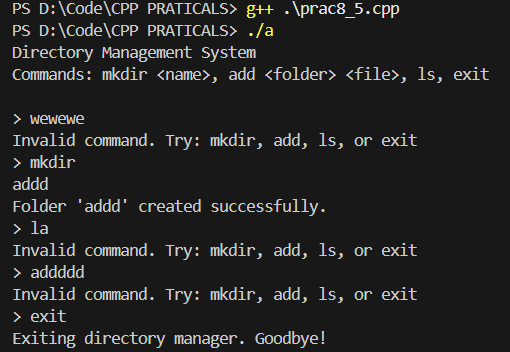 PS D:\Code\CPP PRATICALS> g++ .\prac8_5.cpp
PS D:\Code\CPP PRATICALS> ./a
Directory Management System
Commands: mkdir <name>, add <folder> <file>, ls, exit

> wewewe
Invalid command. Try: mkdir, add, ls, or exit
> mkdir
addd
Folder 'addd' created successfully.
> la
Invalid command. Try: mkdir, add, ls, or exit
> addddd
Invalid command. Try: mkdir, add, ls, or exit
> exit
Exiting directory manager. Goodbye!